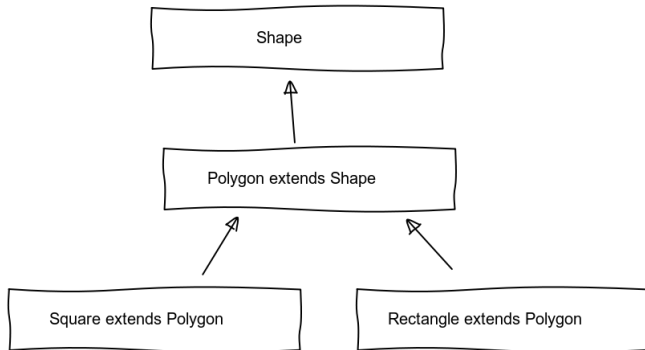 Shape
Polygon extends Shape
Square extends Polygon
Rectangle extends Polygon